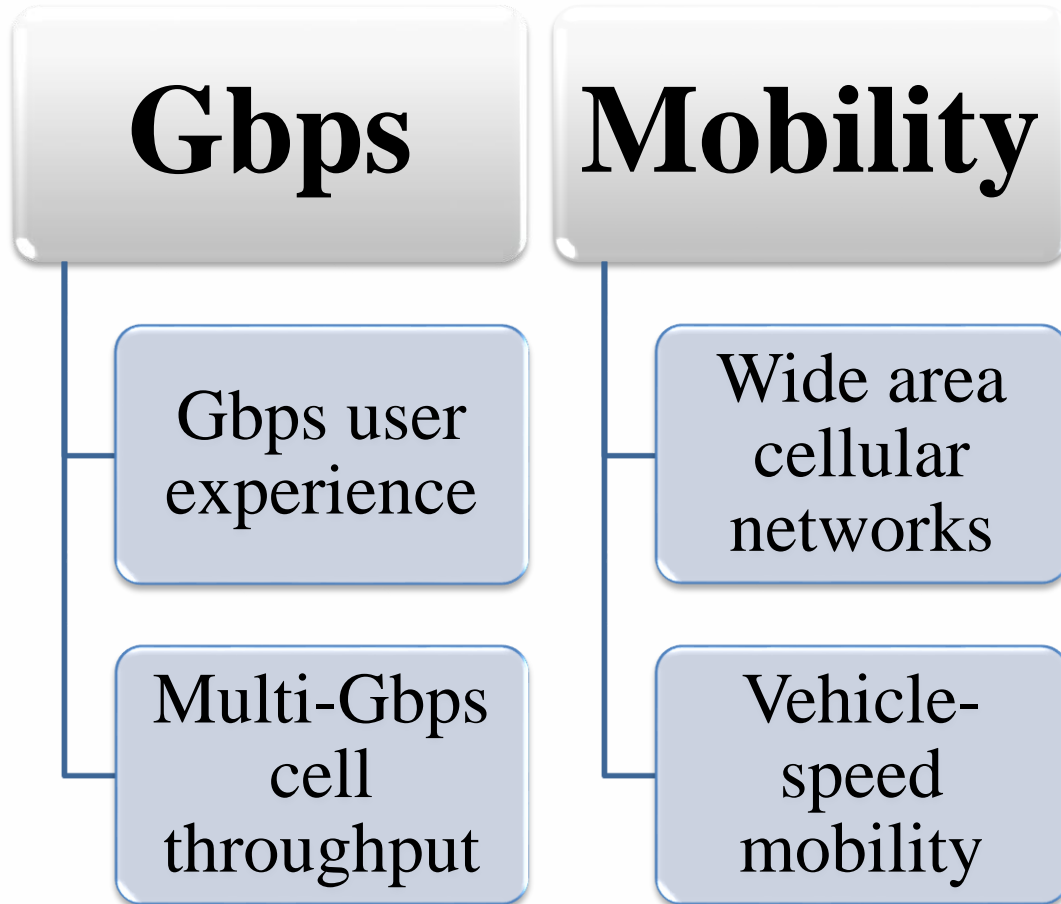 Gbps
Gbps user
experience
Multi-Gbps
cell
throughput
Mobility
Wide area
cellular
networks
Vehicle-
speed
mobility